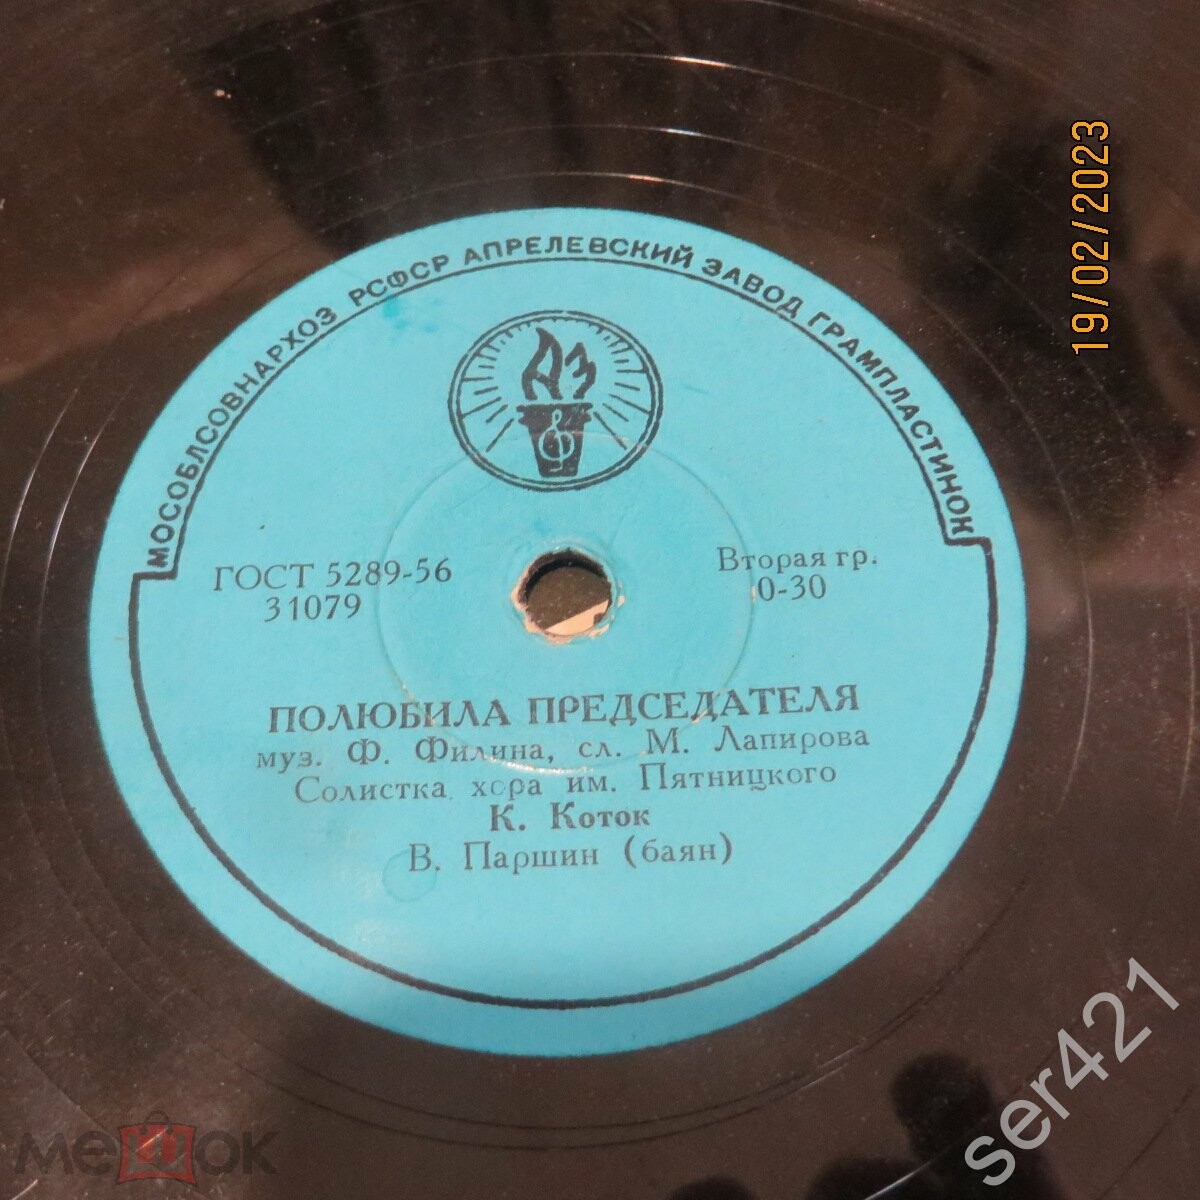 МОСОБЛСОВНАРХОЗ РСФСР АПРЕЛЕВСКИЙ ЗАВОД ГРАМПЛАСТИНОК
АЗ
ГОСТ 5289-56
31079
Вторая гр.
0-30
ПОЛЮБИЛА ПРЕДСЕДАТЕЛЯ
муз. Ф. Филина, сл. М. Лапирова
Солистка хора им. Пятницкого
К. Коток
В. Паршин (баян)
19/02/2023
ser421
мешок